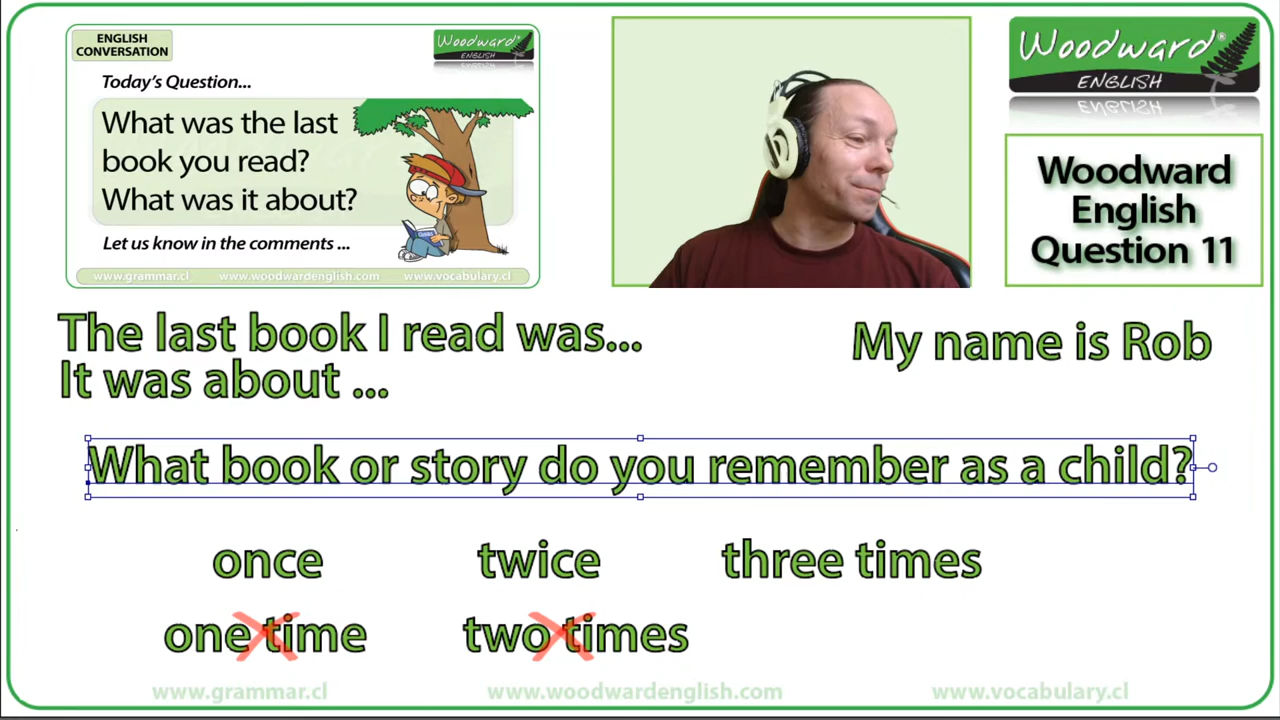 ENGLISH
CONVERSATION
Woodward®
ENGLISH
Today's Question...
What was the last
book you read?
What was it about?
Let us know in the comments ...
www.grammar.cl www.woodwardenglish.com www.vocabulary.cl
Woodward®
ENGLISH
Woodward
English
Question 11
The last book I read was...
It was about ...
My name is Rob
What book or story do you remember as a child?
once twice three times
one time two times
www.grammar.cl www.woodwardenglish.com www.vocabulary.cl